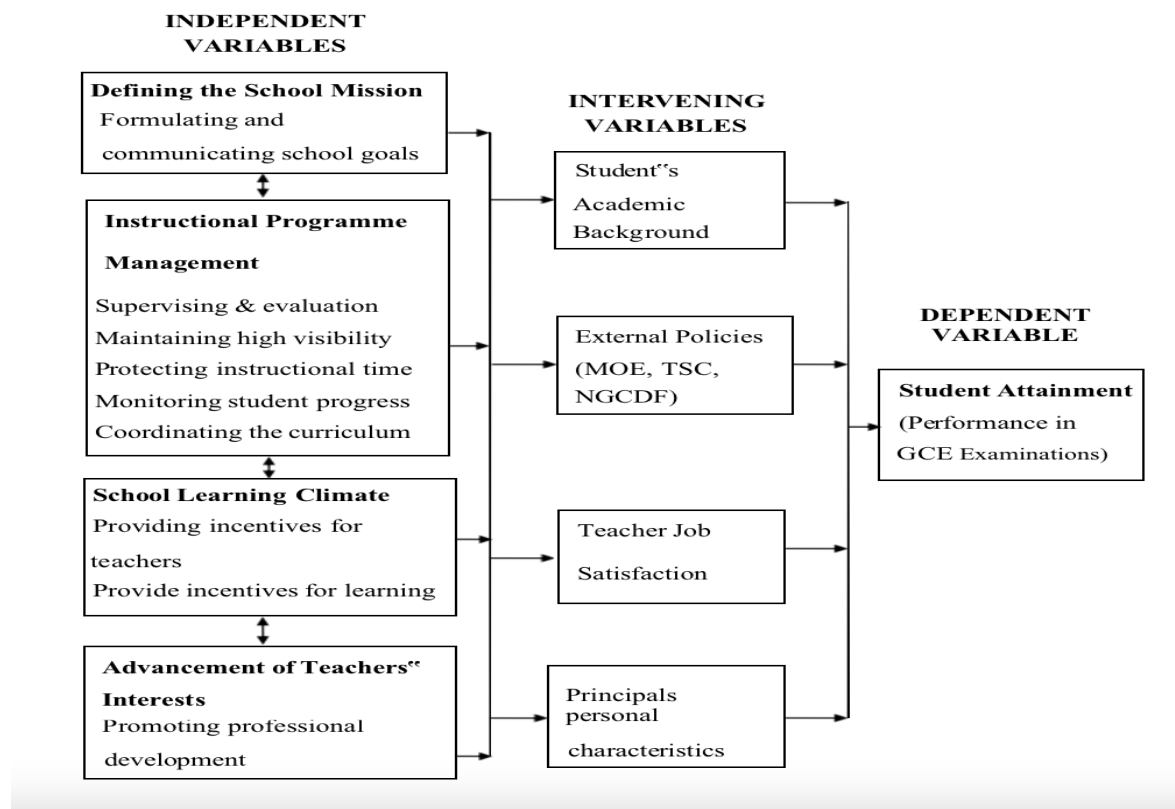 INDEPENDENT
VARIABLES
Defining the School Mission
Formulating and
communicating school goals
Instructional Programme
Management
Supervising & evaluation
Maintaining high visibility
Protecting instructional time
Monitoring student progress
Coordinating the curriculum
School Learning Climate
Providing incentives for
teachers
Provide incentives for learning
Advancement of Teachers‟
Interests
Promoting professional
development
INTERVENING
VARIABLES
Student‟s
Academic
Background
External Policies
(MOE, TSC,
NGCDF)
Teacher Job
Satisfaction
Principals
personal
characteristics
DEPENDENT
VARIABLE
Student Attainment
(Performance in
GCE Examinations)